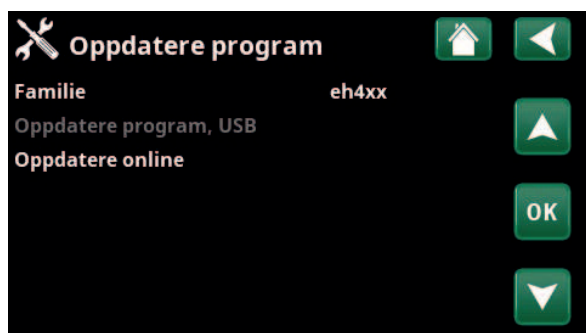 Oppdatere program
Familie eh4xx
Oppdatere program, USB
Oppdatere online
OK